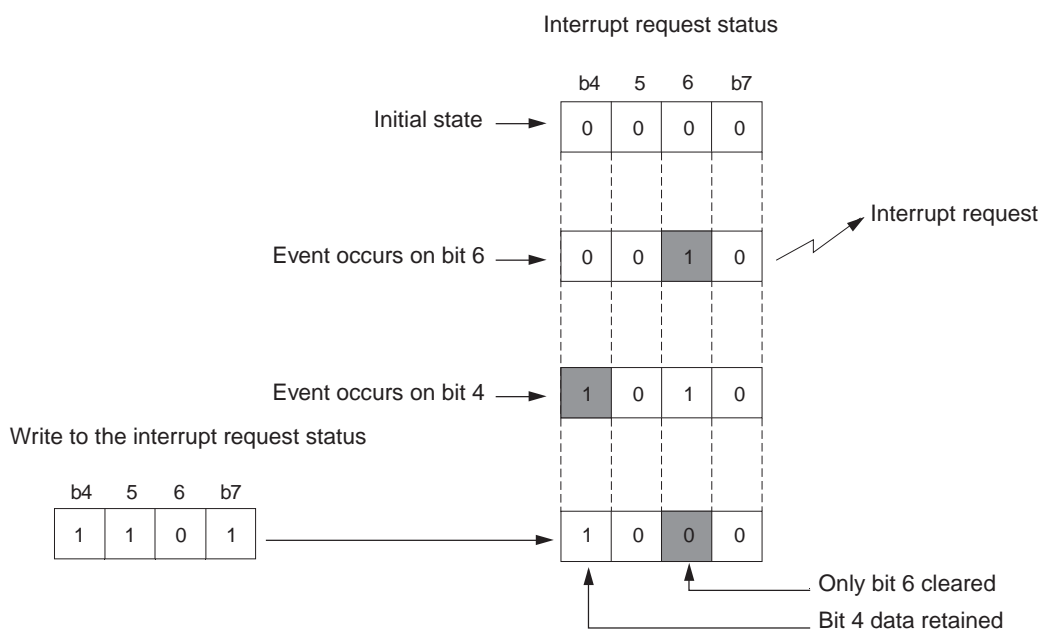 Interrupt request status
b4 5 6 b7
Initial state
0 0 0 0
Interrupt request
Event occurs on bit 6
0 0 1 0
Event occurs on bit 4
1 0 1 0
Write to the interrupt request status
b4 5 6 b7
1 1 0 1
1 0 0 0
Only bit 6 cleared
Bit 4 data retained